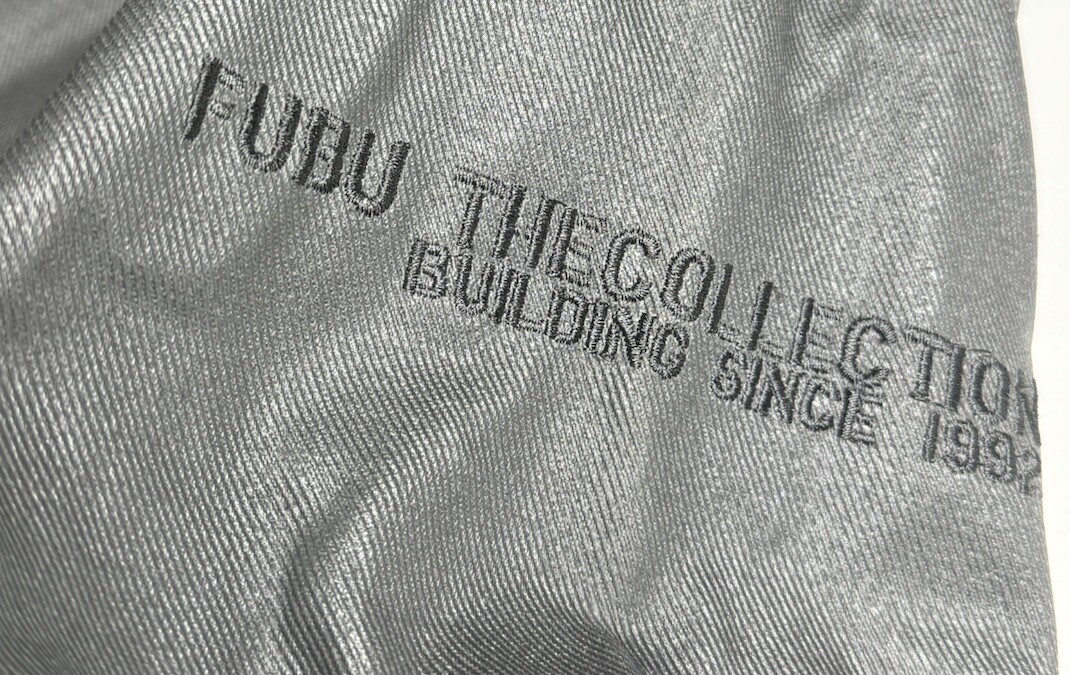 FUBU THECOLLECTION
BUILDING SINCE 1992